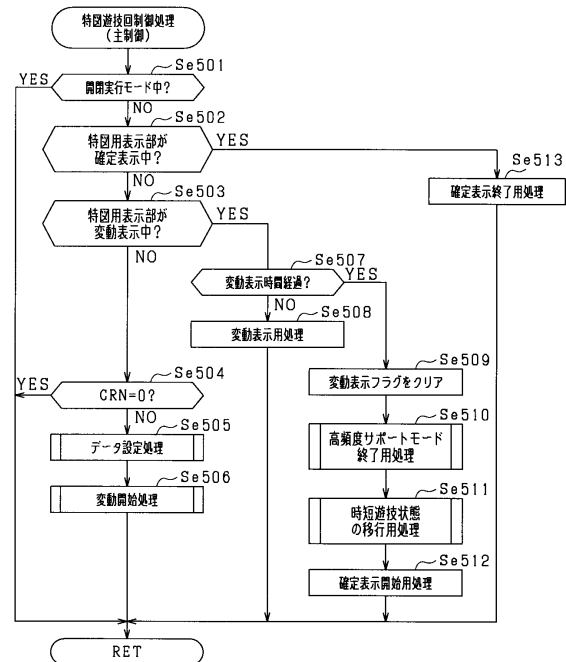 特図遊技回制御処理
(主制御)
Se501
YES
開閉実行モード中?
NO
Se502
特図用表示部が
確定表示中?
YES
NO
Se513
確定表示終了用処理
Se503
特図用表示部が
変動表示中?
YES
NO
Se507
変動表示時間経過?
YES
NO
Se508
変動表示用処理
Se509
変動表示フラグをクリア
Se504
YES
CRN=0?
NO
Se510
高頻度サポートモード
終了用処理
Se505
データ設定処理
Se506
変動開始処理
Se511
時短遊技状態
の移行用処理
Se512
確定表示開始用処理
RET